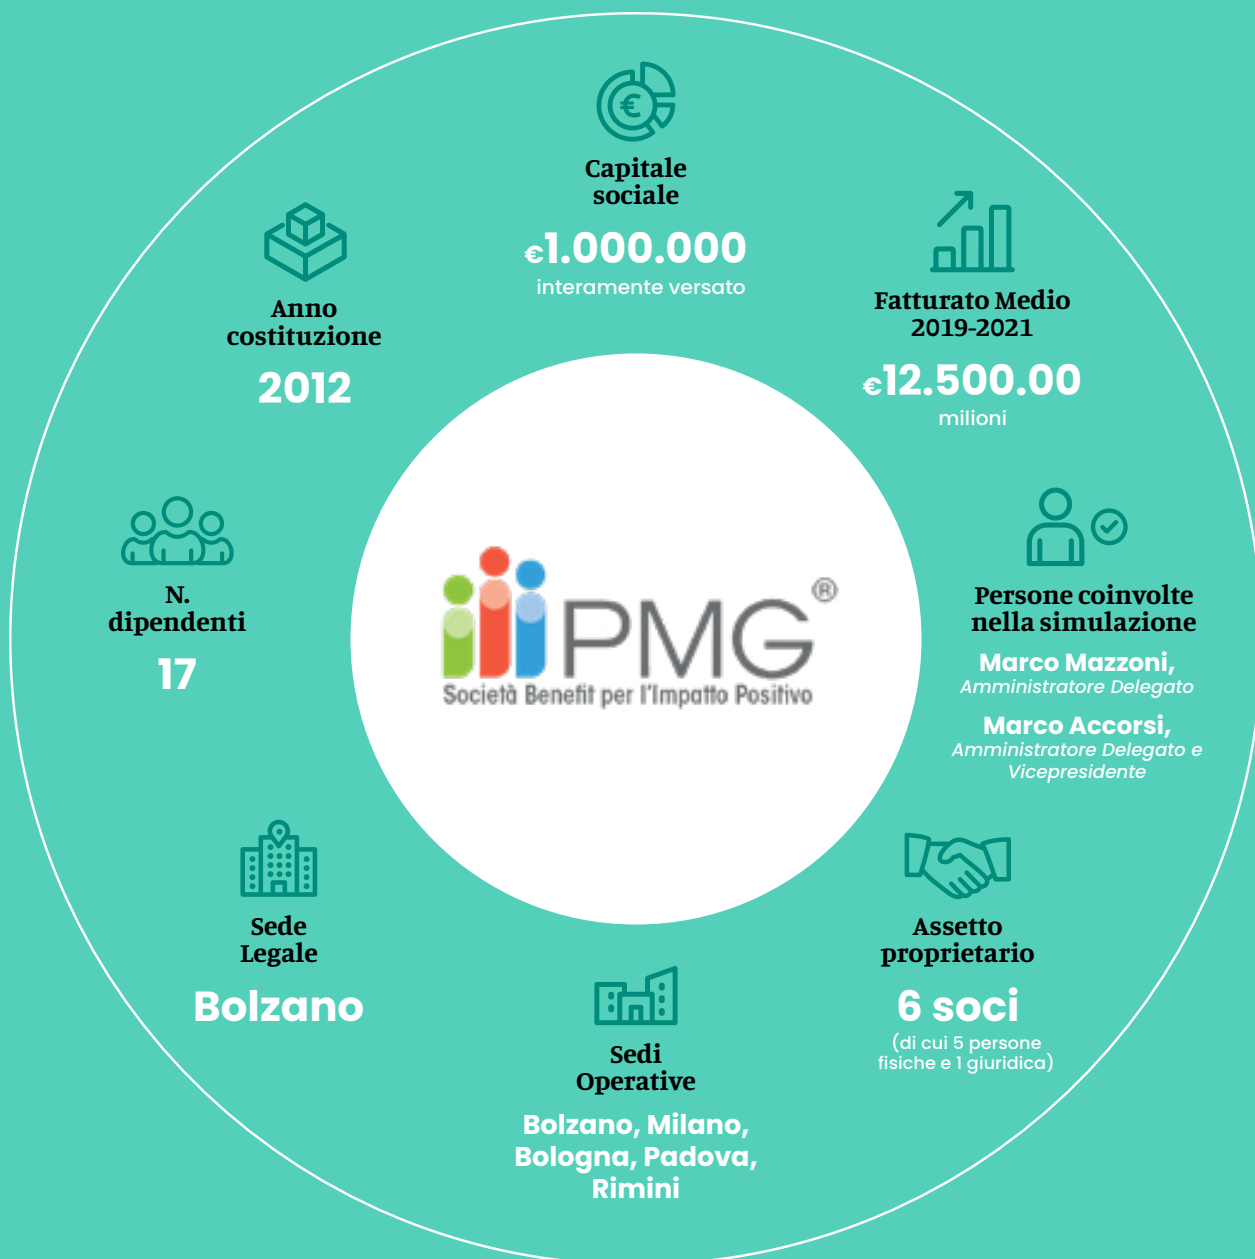 Capitale
sociale
€1.000.000
interamente versato
Fatturato Medio
2019-2021
€12.500.00
milioni
Persone coinvolte
nella simulazione
Marco Mazzoni,
Amministratore Delegato
Marco Accorsi,
Amministratore Delegato e
Vicepresidente
Assetto
proprietario
6 soci
(di cui 5 persone
fisiche e 1 giuridica)
Sedi
Operative
Bolzano, Milano,
Bologna, Padova,
Rimini
Sede
Legale
Bolzano
N.
dipendenti
17
Anno
costituzione
2012
PMG®
Società Benefit per l'Impatto Positivo